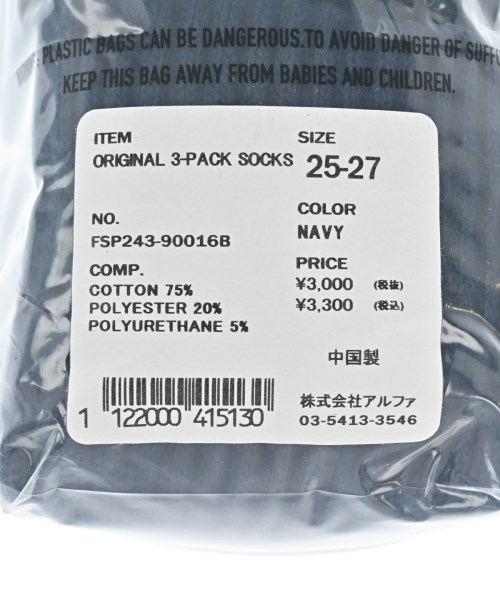 : PLASTIC BAGS CAN BE DANGEROUS.TO AVOID DANGER OF SUFFO
KEEP THIS BAG AWAY FROM BABIES AND CHILDREN.
ITEM
ORIGINAL 3-PACK SOCKS
SIZE
25-27
NO.
FSP243-90016B
COLOR
NAVY
COMP.
COTTON 75%
POLYESTER 20%
POLYURETHANE 5%
PRICE
¥3,000 (税抜)
¥3,300 (税込)
中国製
1 122000 415130
株式会社アルファ
03-5413-3546